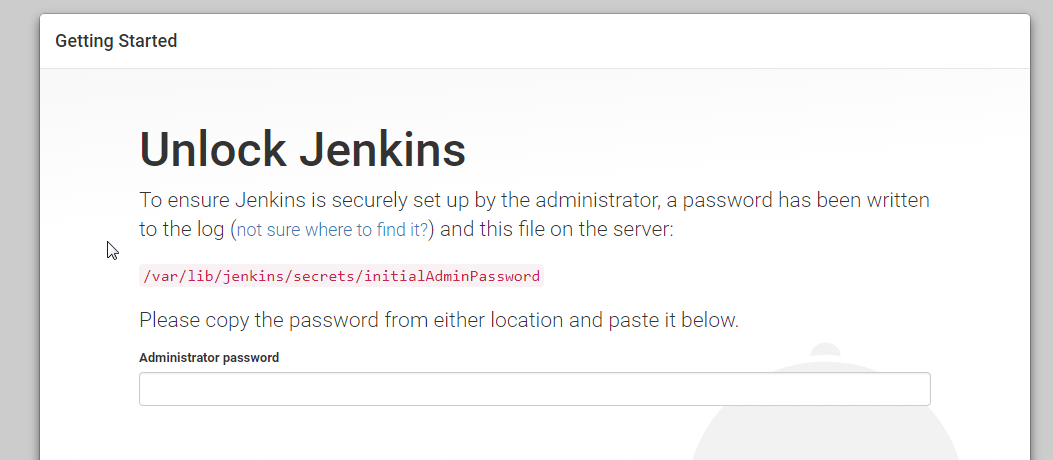 Getting Started
Unlock Jenkins
To ensure Jenkins is securely set up by the administrator, a password has been written
to the log (not sure where to find it?) and this file on the server:
/var/lib/jenkins/secrets/initialAdminPassword
Please copy the password from either location and paste it below.
Administrator password